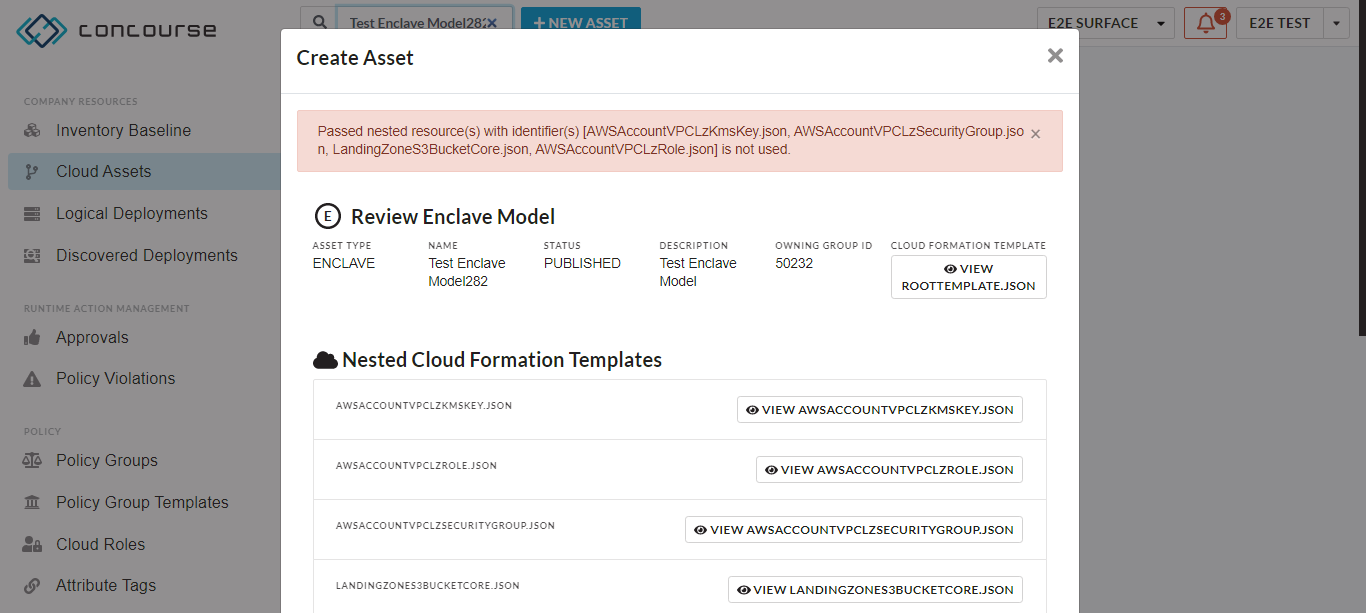 CONCOURSE
Test Enclave Model282
+ NEW ASSET
E2E SURFACE
3
E2E TEST
COMPANY RESOURCES
Inventory Baseline
Cloud Assets
Logical Deployments
Discovered Deployments
RUNTIME ACTION MANAGEMENT
Approvals
Policy Violations
POLICY
Policy Groups
Policy Group Templates
Cloud Roles
Attribute Tags
Create Asset
Passed nested resource(s) with identifier(s) [AWSAccountVPCLzKmsKey.json, AWSAccountVPCLzSecurityGroup.jso
n, LandingZoneS3BucketCore.json, AWSAccountVPCLzRole.json] is not used.
E Review Enclave Model
ASSET TYPE
ENCLAVE
NAME
Test Enclave
Model282
STATUS
PUBLISHED
DESCRIPTION
Test Enclave
Model
OWNING GROUP ID
50232
CLOUD FORMATION TEMPLATE
VIEW
ROOTTEMPLATE.JSON
Nested Cloud Formation Templates
AWSACCOUNTVPCLZKMSKEY.JSON
VIEW AWSACCOUNTVPCLZKMSKEY.JSON
AWSACCOUNTVPCLZROLE.JSON
VIEW AWSACCOUNTVPCLZROLE.JSON
AWSACCOUNTVPCLZSECURITYGROUP.JSON
VIEW AWSACCOUNTVPCLZSECURITYGROUP.JSON
LANDINGZONES3BUCKETCORE.JSON
VIEW LANDINGZONES3BUCKETCORE.JSON